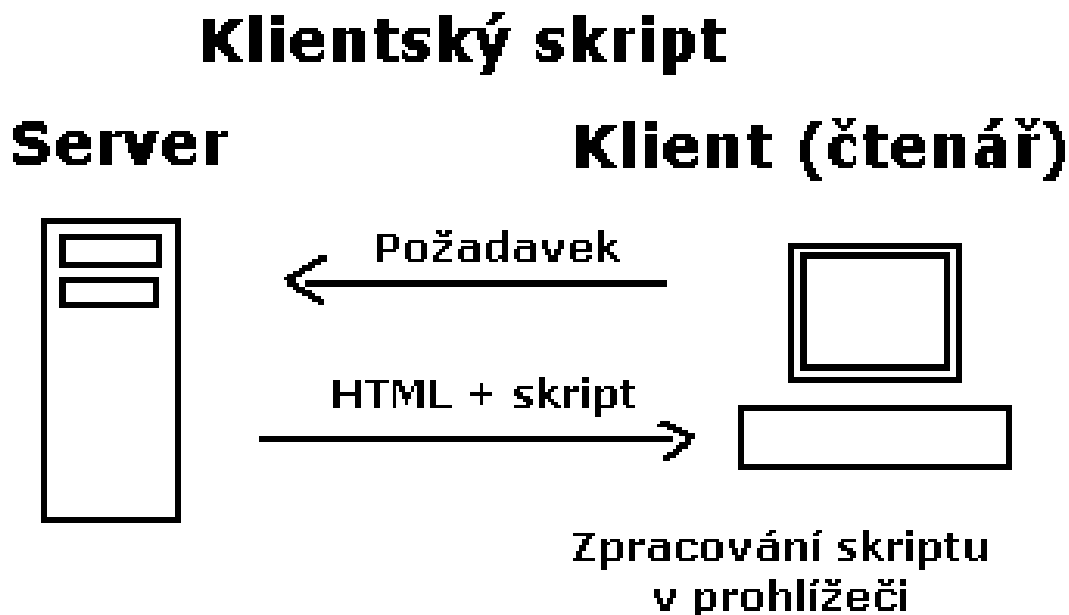 Klientský skript
Server
Klient (čtenář)
Požadavek
HTML + skript
Zpracování skriptu
v prohlížeči